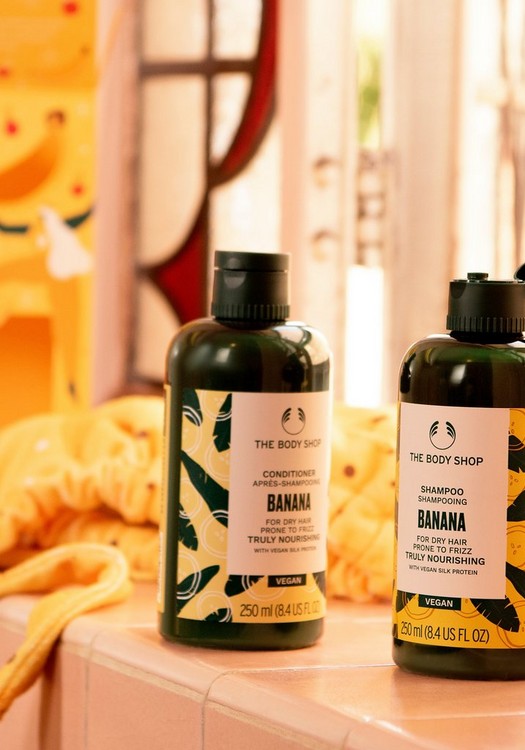 THE BODY SHOP
CONDITIONER
APRÈS-SHAMPOOING
BANANA
FOR DRY HAIR
PRONE TO FRIZZ
TRULY NOURISHING
WITH VEGAN SILK PROTEIN
VEGAN
250 ml (8.4 US FL OZ)
THE BODY SHOP
SHAMPOO
SHAMPOOING
BANANA
FOR DRY HAIR
PRONE TO FRIZZ
TRULY NOURISHING
WITH VEGAN SILK PROTEIN
VEGAN
250 ml (8.4 US FL OZ)